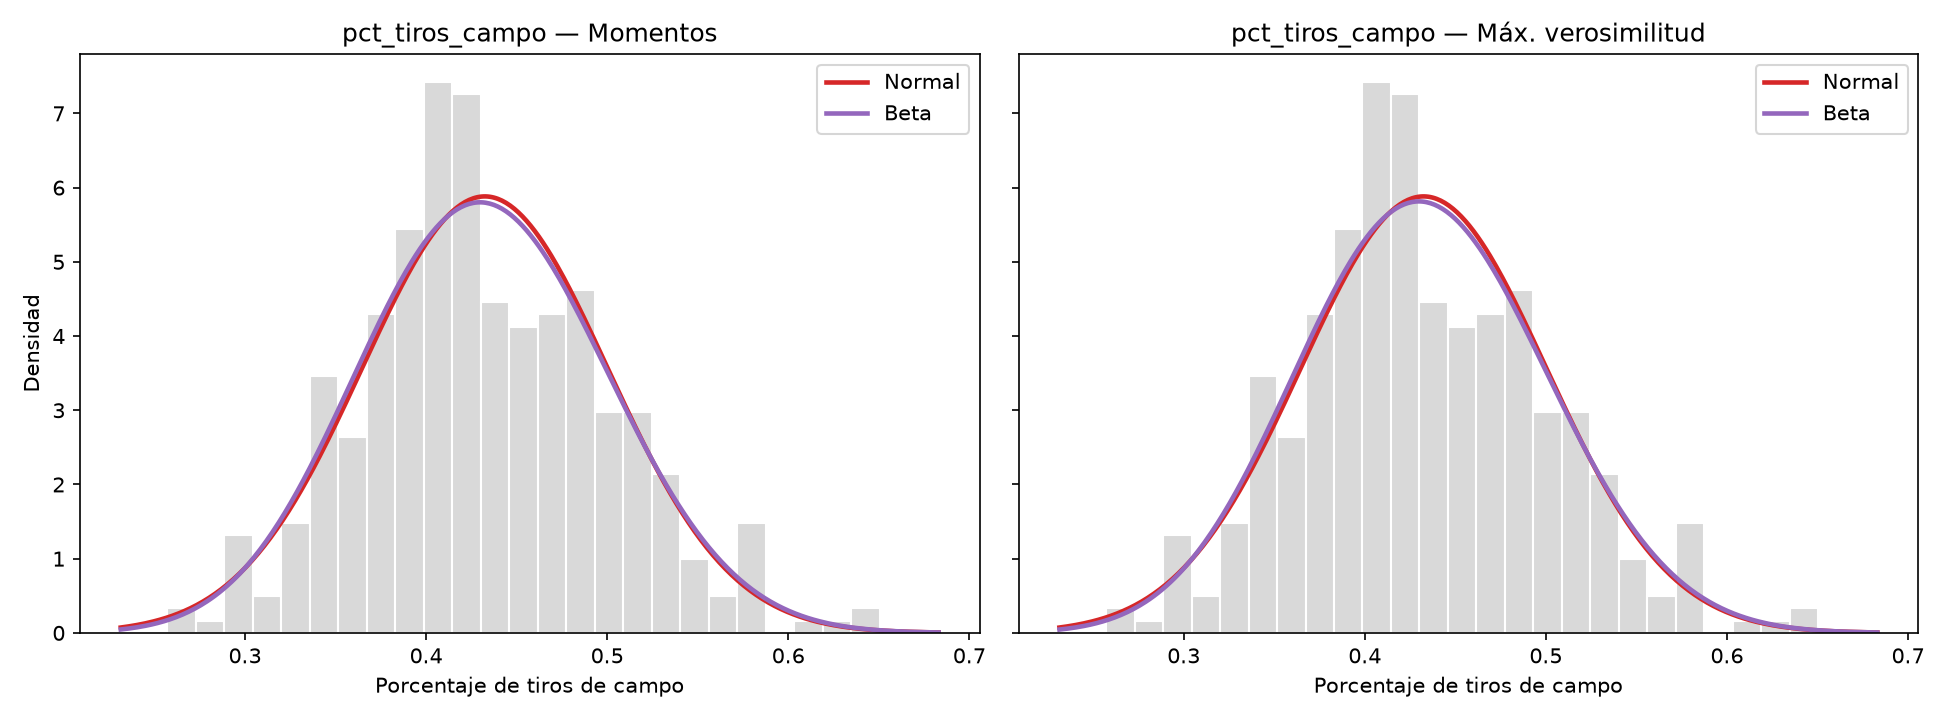 pct_tiros_campo — Momentos
Normal
Beta
Densidad
7
6
5
4
3
2
1
0
0.3 0.4 0.5 0.6 0.7
Porcentaje de tiros de campo
pct_tiros_campo — Máx. verosimilitud
Normal
Beta
0.3 0.4 0.5 0.6 0.7
Porcentaje de tiros de campo